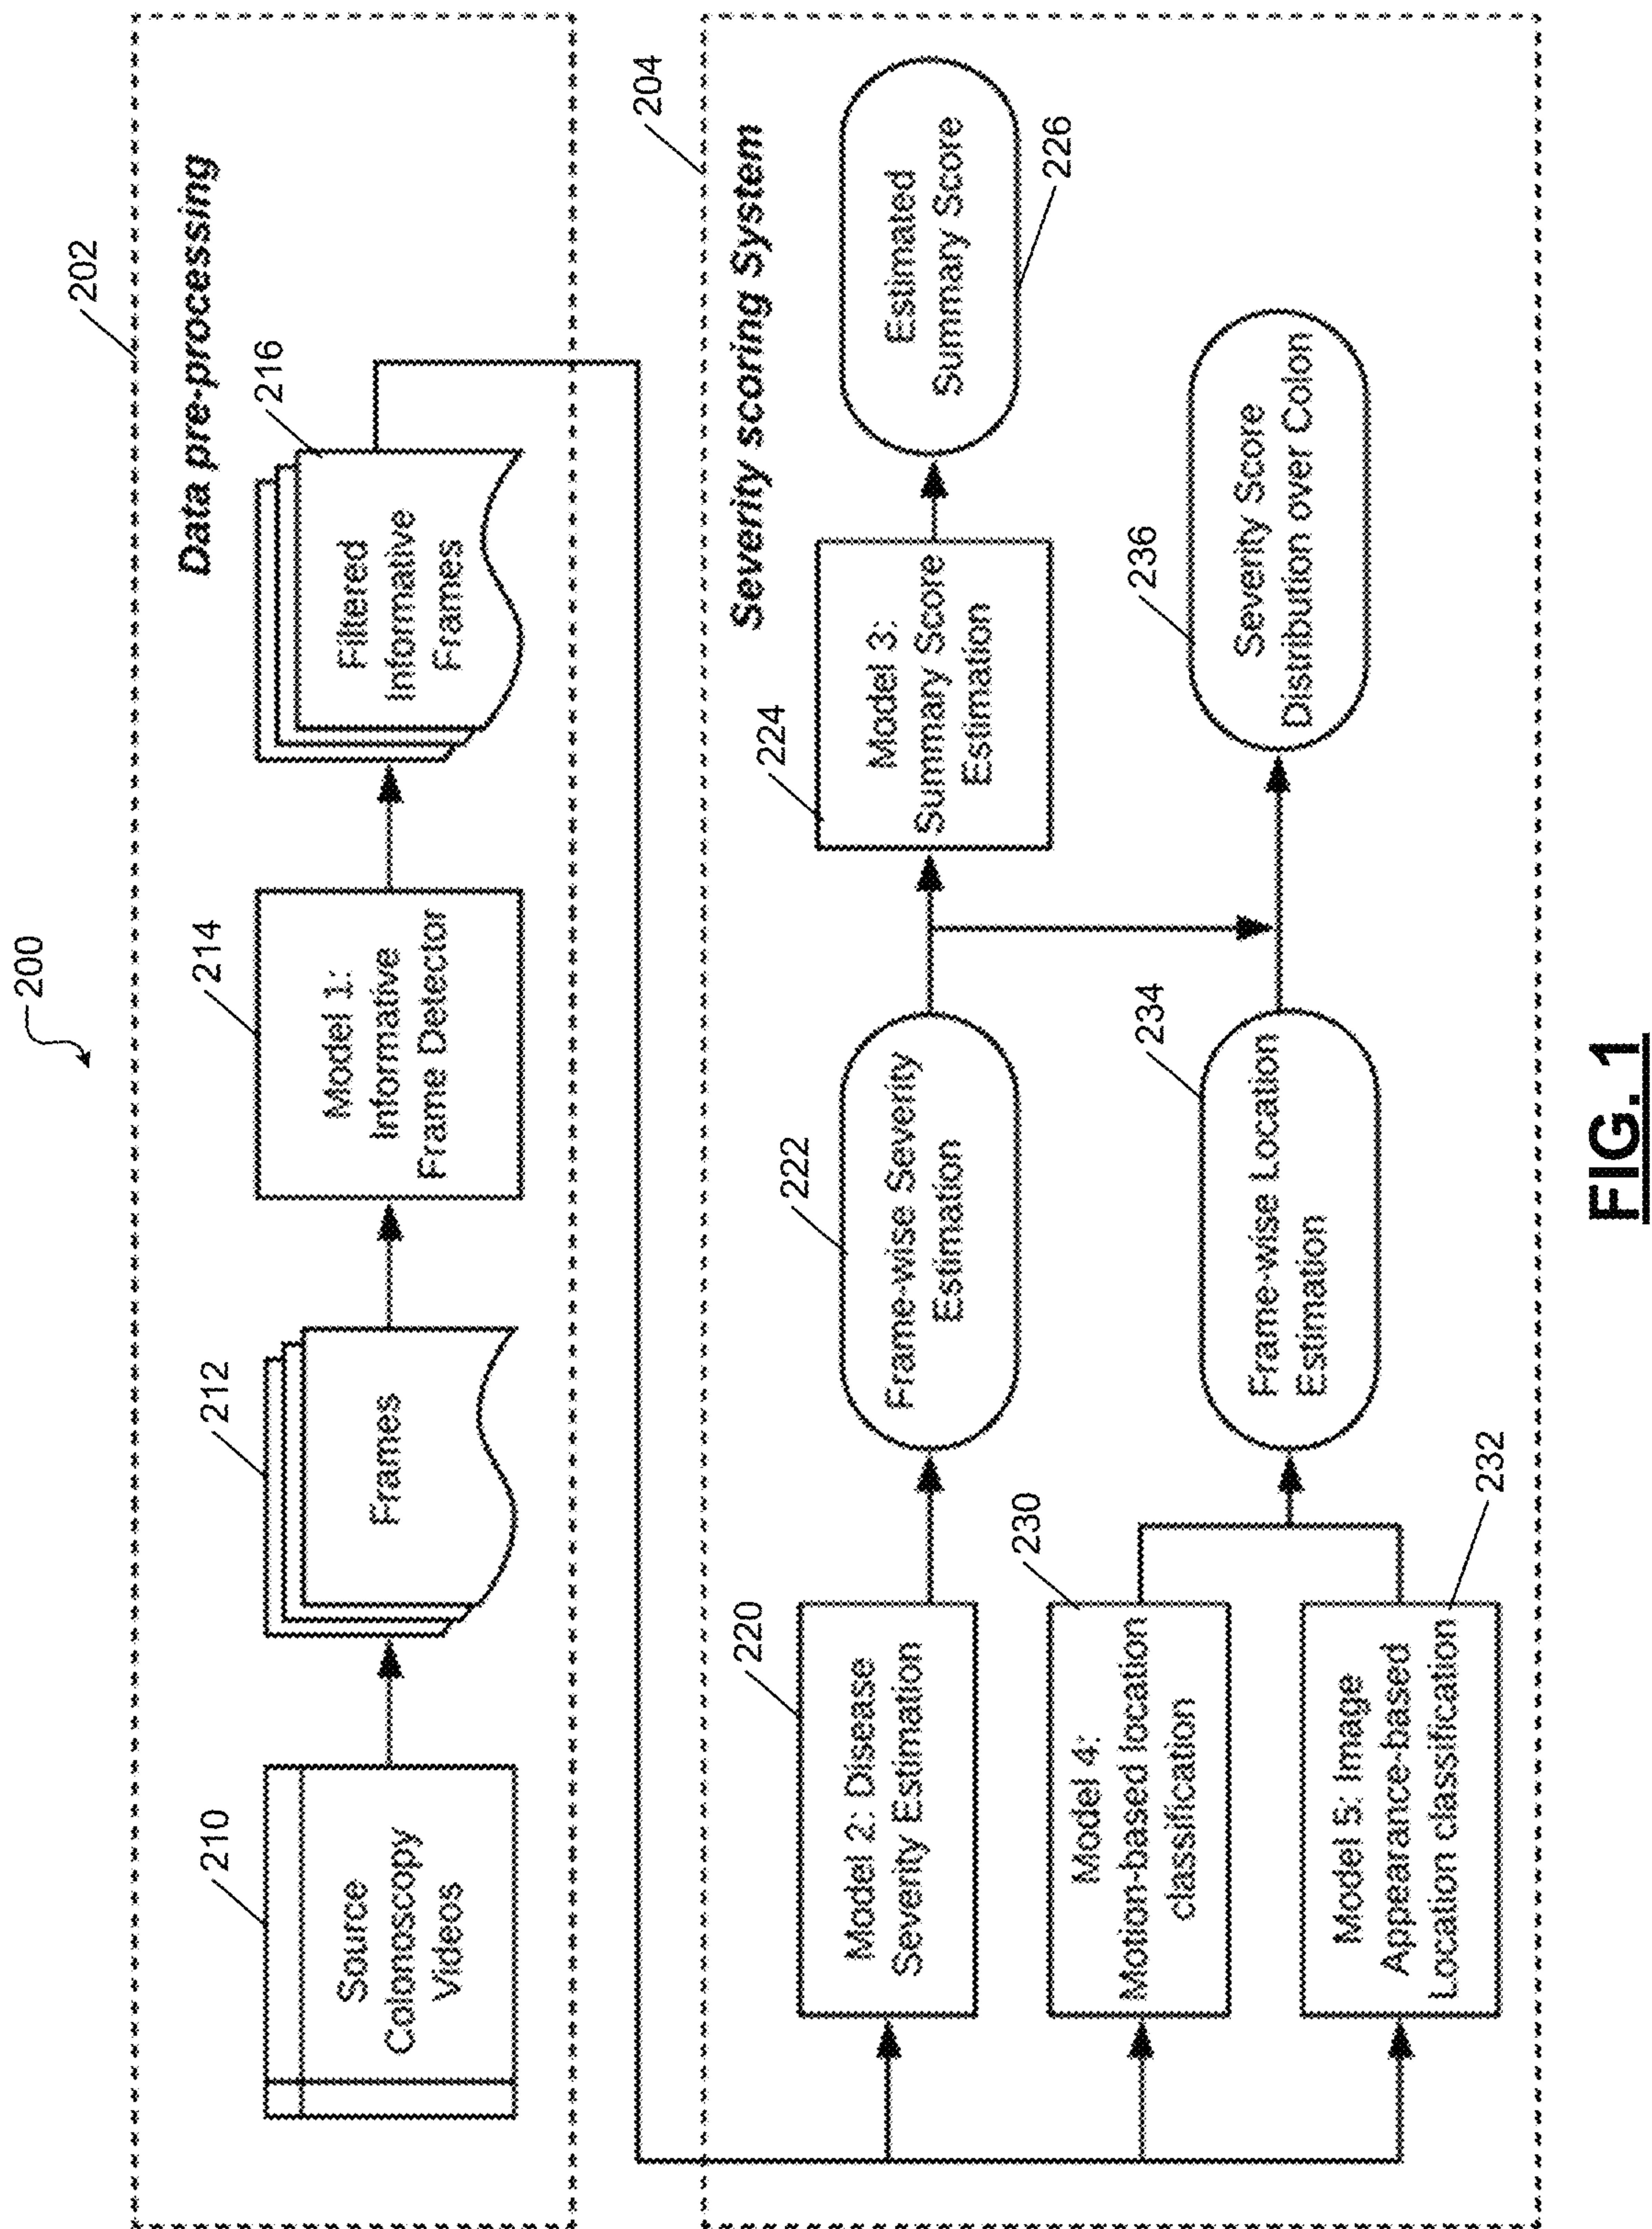 200
202
Data pre-processing
210
Source
Colonoscopy
Videos
212
Frames
214
Model 1:
Informative
Frame Detector
216
Filtered
Informative
Frames
204
Severity scoring System
220
Model 2: Disease
Severity Estimation
222
Frame-wise Severity
Estimation
224
Model 3:
Summary Score
Estimation
Estimated
Summary Score
226
230
Model 4:
Motion-based location
classification
Model 5: Image
Appearance-based
Location classification
232
234
Frame-wise Location
Estimation
236
Severity Score
Distribution over Colon
FIG. 1